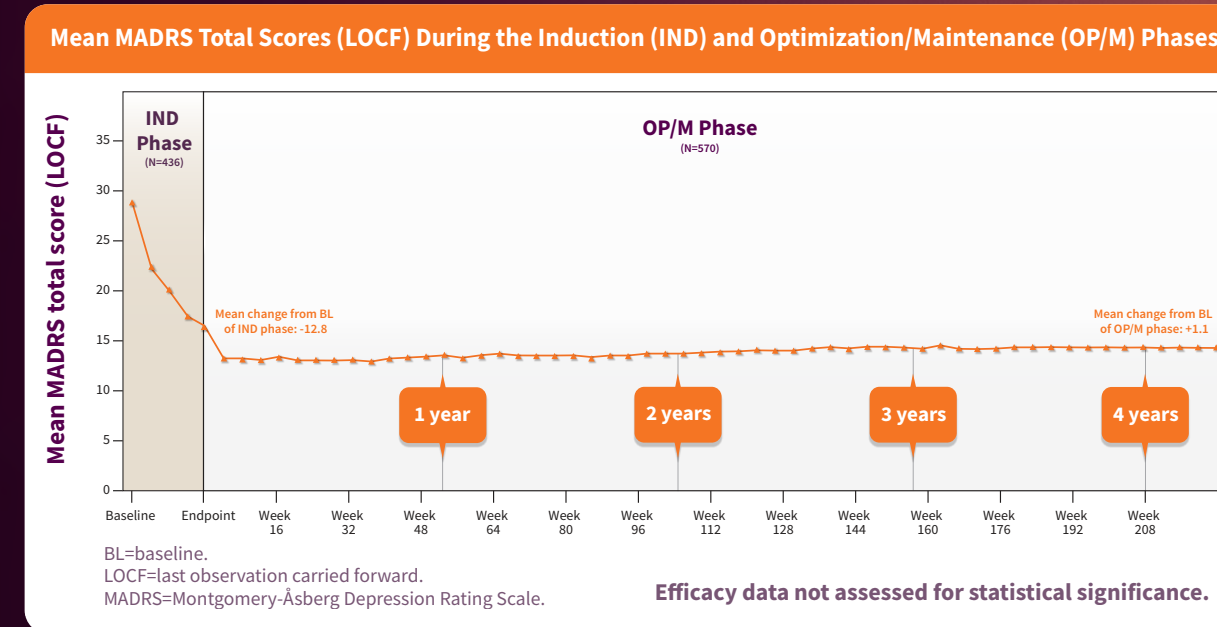 Mean MADRS Total Scores (LOCF) During the Induction (IND) and Optimization/Maintenance (OP/M) Phases
Mean MADRS total score (LOCF)
IND
Phase
(N=436)
OP/M Phase
(N=570)
35
30
25
20
15
10
5
0
Mean change from BL
of IND phase: -12.8
Mean change from BL
of OP/M phase: +1.1
1 year
2 years
3 years
4 years
Baseline
Endpoint
Week
16
Week
32
Week
48
Week
64
Week
80
Week
96
Week
112
Week
128
Week
144
Week
160
Week
176
Week
192
Week
208
BL=baseline.
LOCF=last observation carried forward.
MADRS=Montgomery-Åsberg Depression Rating Scale.
Efficacy data not assessed for statistical significance.